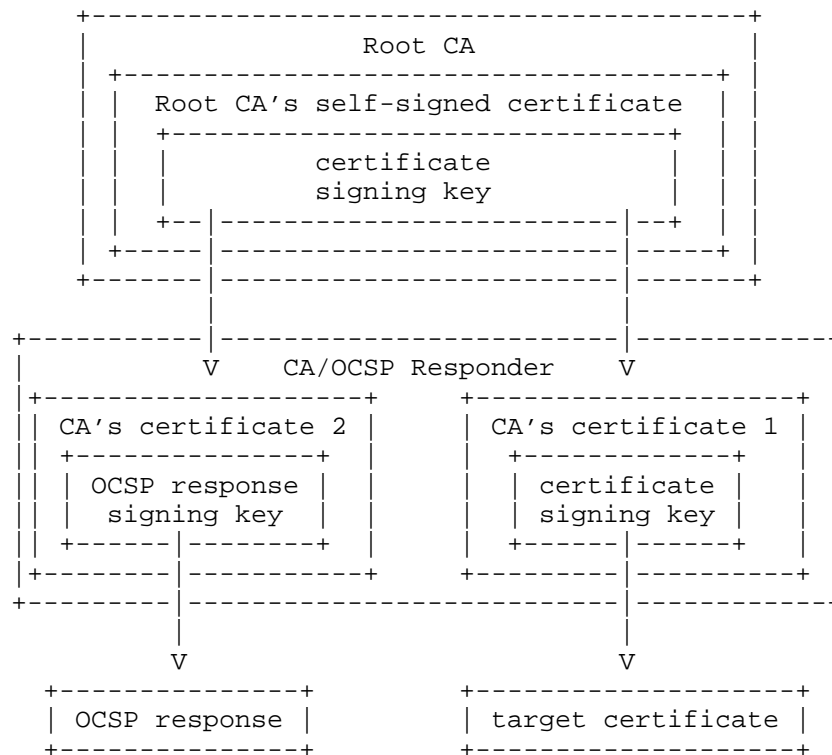 Root CA
Root CA's self-signed certificate
certificate
signing key
V CA/OCSP Responder V
CA's certificate 2 CA's certificate 1
OCSP response certificate
signing key signing key
V V
OCSP response target certificate